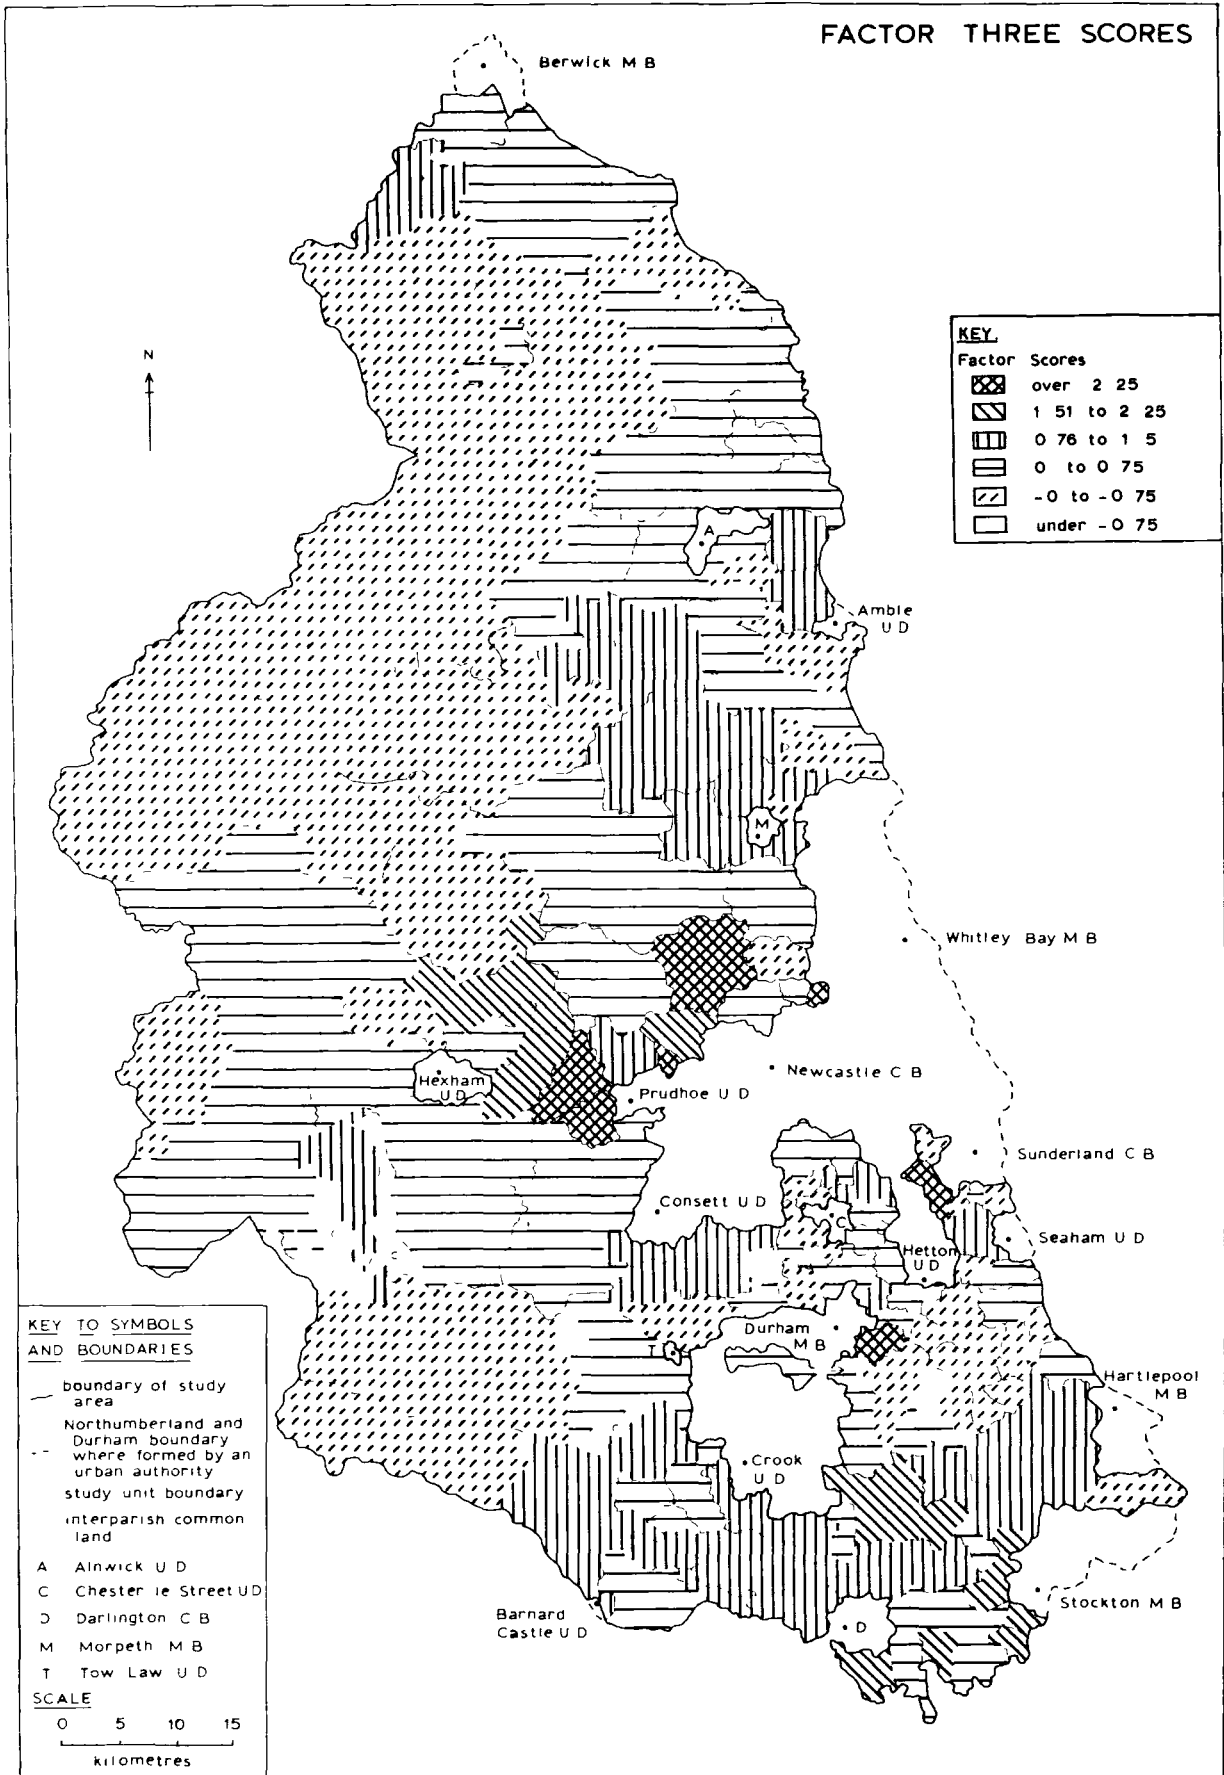 FACTOR THREE SCORES
Berwick M B
N
KEY.
Factor Scores
over 2 25
1 51 to 2 25
0 76 to 1 5
0 to 0 75
-0 to -0 75
under -0 75
A
Amble
U D
M
Whitley Bay M B
Hexham
U D
Newcastle C B
Prudhoe U D
Sunderland C B
Consett U D
C
Seaham U D
Hetton
U D
Durham
M B
T
Hartlepool
M B
Crook
U D
Stockton M B
Barnard
Castle U D
D
KEY TO SYMBOLS
AND BOUNDARIES
boundary of study
area
Northumberland and
Durham boundary
where formed by an
urban authority
study unit boundary
interparish common
land
A Alnwick U D
C Chester le Street U D
D Darlington C B
M Morpeth M B
T Tow Law U D
SCALE
0 5 10 15
kilometres